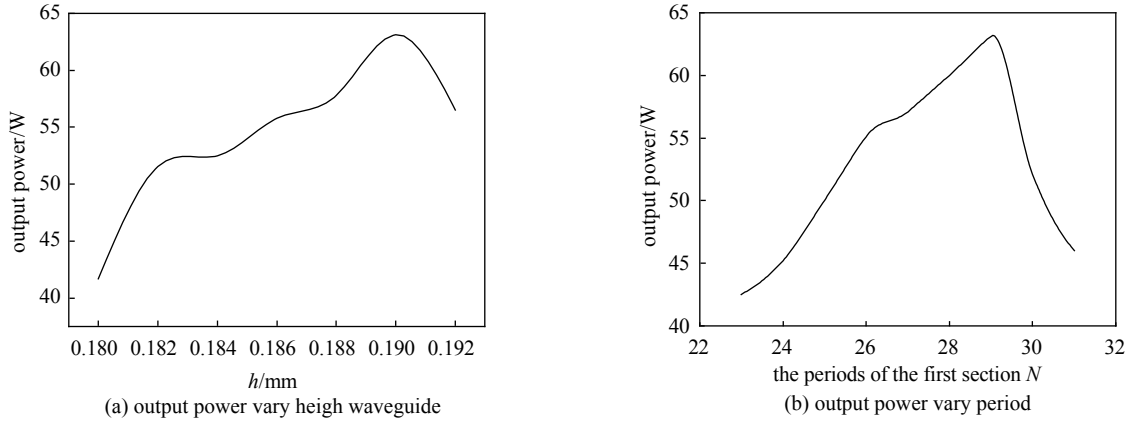 65
60
55
50
45
40
output power/W
0.180 0.182 0.184 0.186 0.188 0.190 0.192
h/mm
(a) output power vary heigh waveguide
65
60
55
50
45
40
output power/W
22 24 26 28 30 32
the periods of the first section N
(b) output power vary period